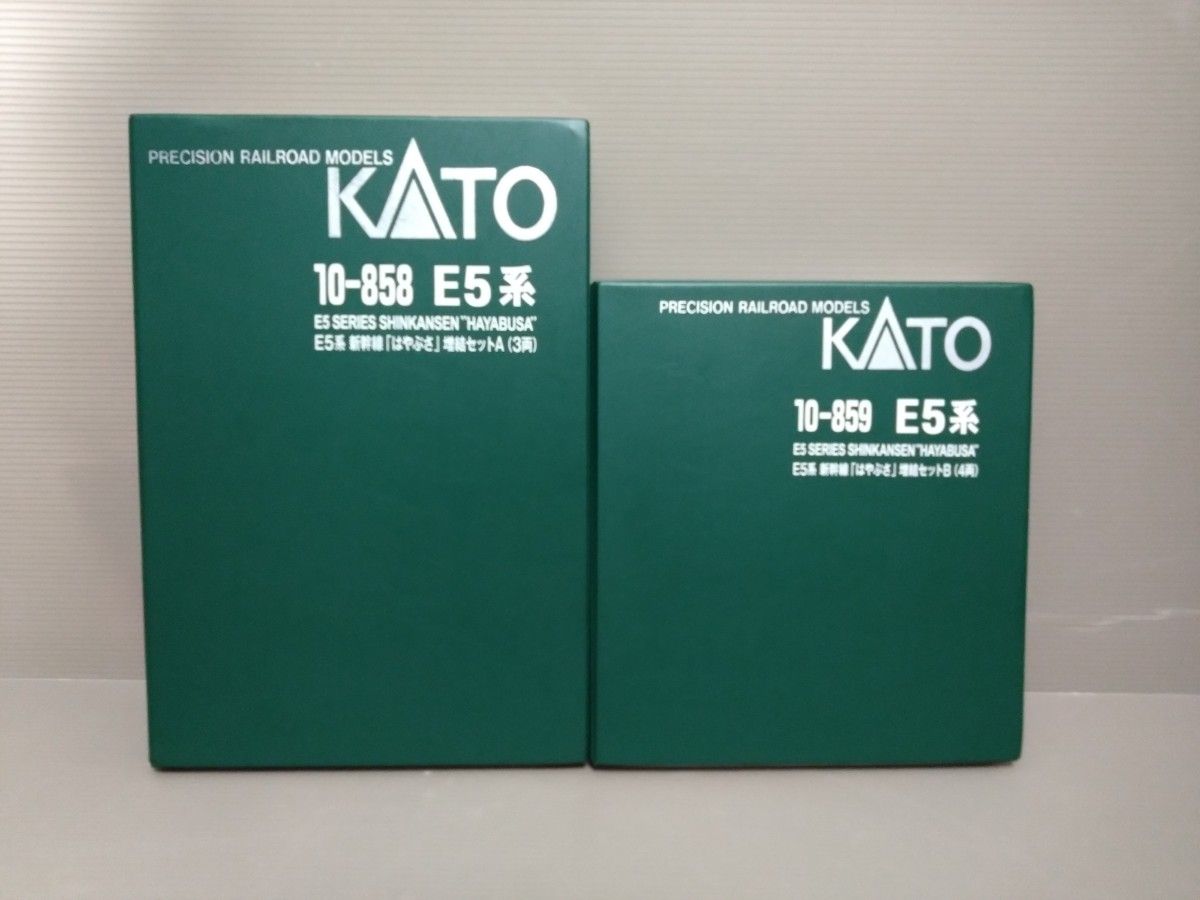 PRECISION RAILROAD MODELS
KATO
10-858 E5系
E5 SERIES SHINKANSEN "HAYABUSA"
E5系 新幹線「はやぶさ」増結セットA(3両)
PRECISION RAILROAD MODELS
KATO
10-859 E5系
E5 SERIES SHINKANSEN "HAYABUSA"
E5系 新幹線「はやぶさ」増結セットB(4両)